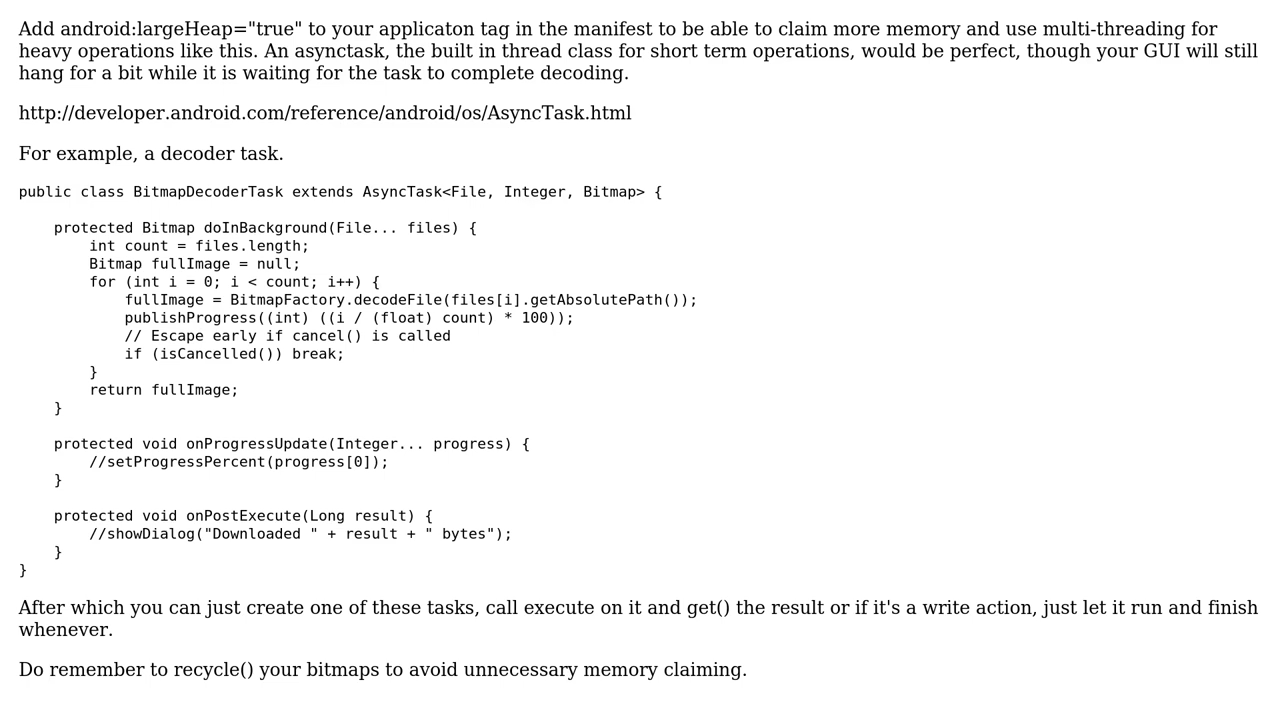 Add android:largeHeap="true" to your applicaton tag in the manifest to be able to claim more memory and use multi-threading for
heavy operations like this. An asynctask, the built in thread class for short term operations, would be perfect, though your GUI will still
hang for a bit while it is waiting for the task to complete decoding.
http://developer.android.com/reference/android/os/AsyncTask.html
For example, a decoder task.
public class BitmapDecoderTask extends AsyncTask<File, Integer, Bitmap> {
    protected Bitmap doInBackground(File... files) {
        int count = files.length;
        Bitmap fullImage = null;
        for (int i = 0; i < count; i++) {
            fullImage = BitmapFactory.decodeFile(files[i].getAbsolutePath());
            publishProgress((int) ((i / (float) count) * 100));
            // Escape early if cancel() is called
            if (isCancelled()) break;
        }
        return fullImage;
    }
    protected void onProgressUpdate(Integer... progress) {
        //setProgressPercent(progress[0]);
    }
    protected void onPostExecute(Long result) {
        //showDialog("Downloaded " + result + " bytes");
    }
}
After which you can just create one of these tasks, call execute on it and get() the result or if it's a write action, just let it run and finish
whenever.
Do remember to recycle() your bitmaps to avoid unnecessary memory claiming.